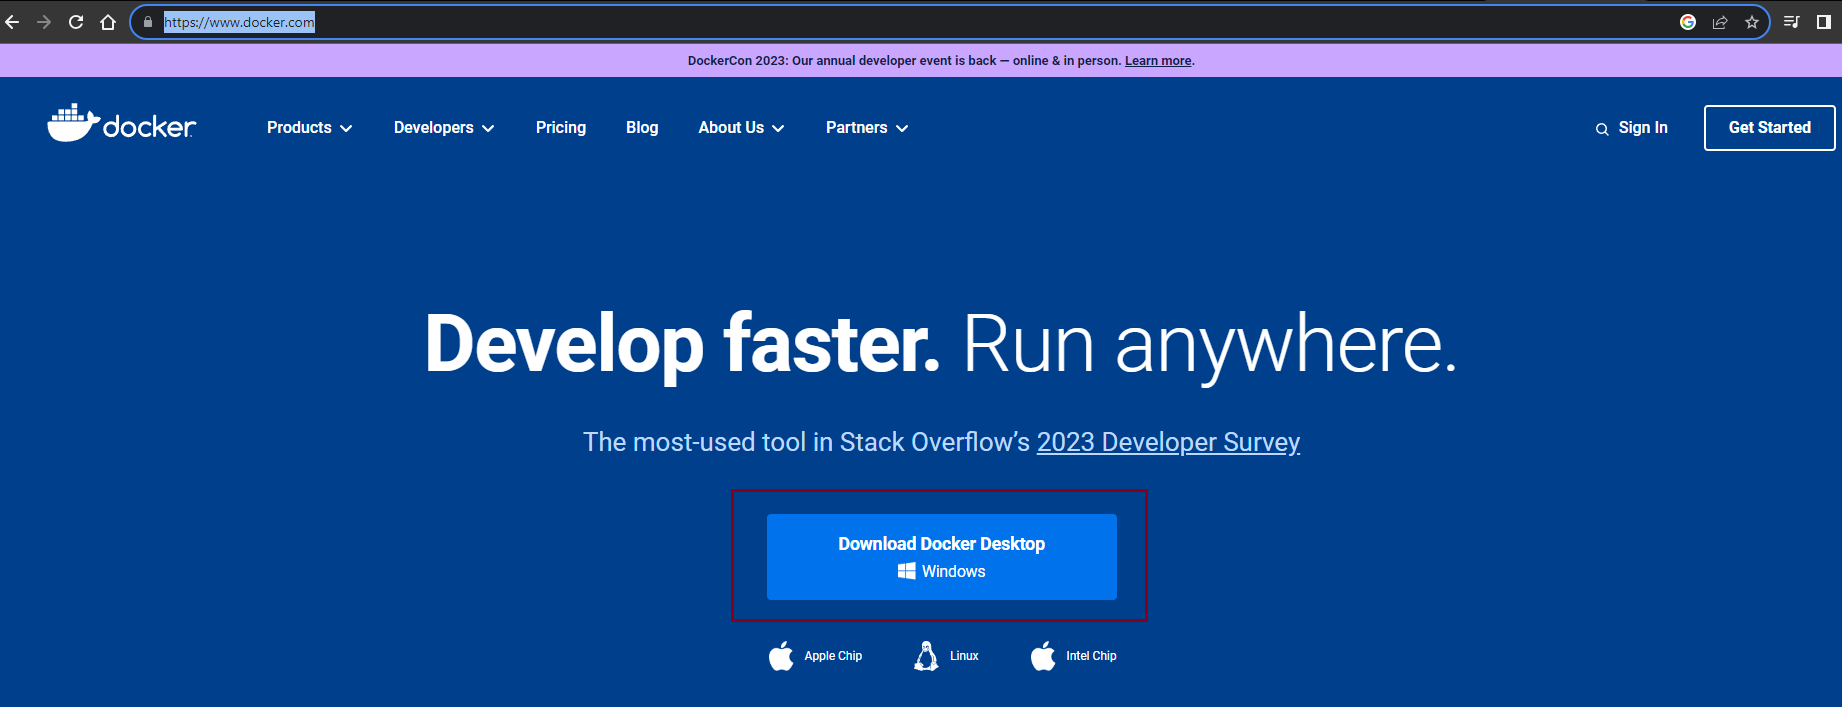 https://www.docker.com
DockerCon 2023: Our annual developer event is back — online & in person. Learn more.
docker
Products
Developers
Pricing
Blog
About Us
Partners
Sign In
Get Started
Develop faster. Run anywhere.
The most-used tool in Stack Overflow’s 2023 Developer Survey
Download Docker Desktop
Windows
Apple Chip
Linux
Intel Chip